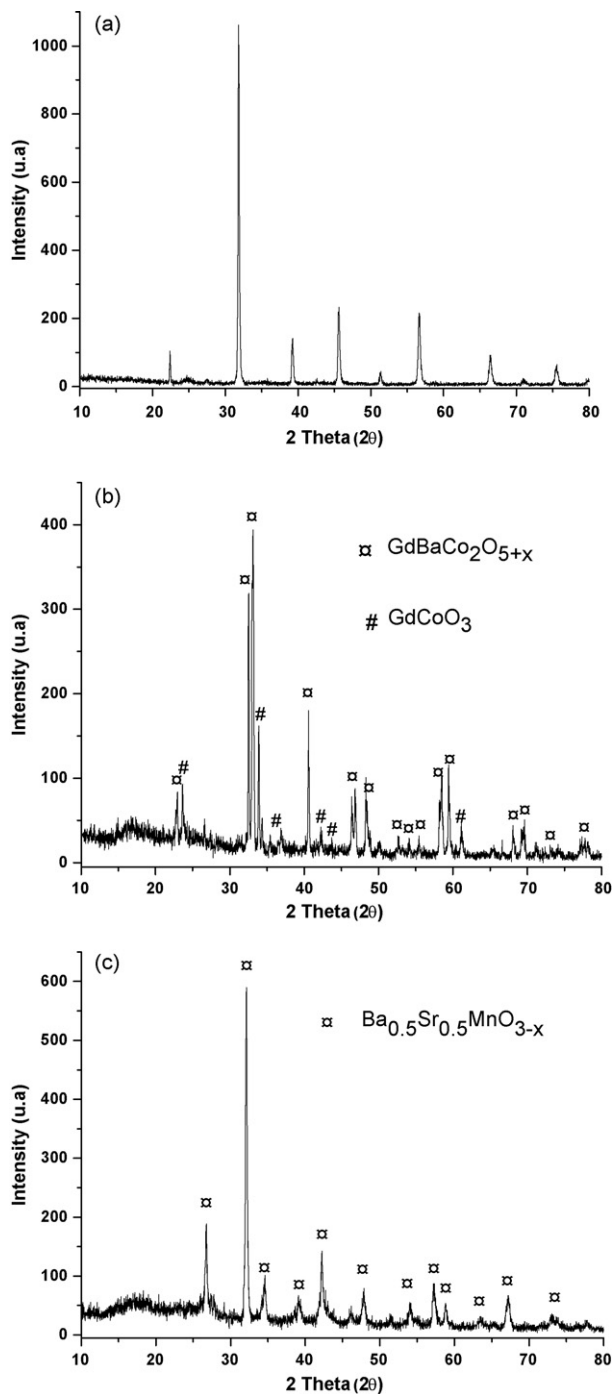 (a)
Intensity (u.a)
1000
800
600
400
200
0
10 20 30 40 50 60 70 80
2 Theta (2θ)
(b)
Intensity (u.a)
400
300
200
100
0
¤ GdBaCo2O5+x
# GdCoO3
10 20 30 40 50 60 70 80
2 Theta (2θ)
(c)
Intensity (u.a)
600
500
400
300
200
100
0
¤ Ba0.5Sr0.5MnO3-x
10 20 30 40 50 60 70 80
2 Theta (2θ)